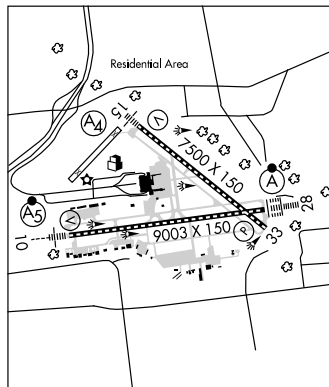 Residential Area
A4
15
V
7500 X 150
A
A5
V
28
10
9003 X 150
P
33